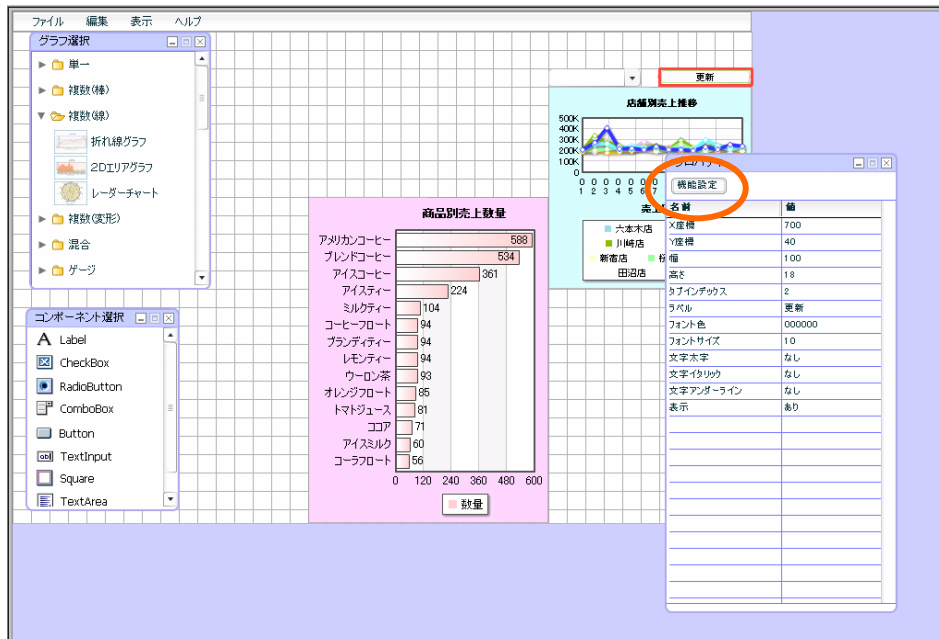 ファイル 編集 表示 ヘルプ
グラフ選択
単一
複数(棒)
複数(線)
折れ線グラフ
2Dエリアグラフ
レーダーチャート
複数(変形)
混合
ゲージ
コンポーネント選択
A Label
CheckBox
RadioButton
ComboBox
Button
TextInput
Square
TextArea
商品別売上数量
アメリカンコーヒー 588
ブレンドコーヒー 534
アイスコーヒー 361
アイスティー 224
ミルクティー 104
コーヒーフロート 94
ブランディティー 94
レモンティー 94
ウーロン茶 93
オレンジフロート 85
トマトジュース 81
ココア 71
アイスミルク 60
コーラフロート 56
0 120 240 360 480 600
数量
更新
店舗別売上推移
500K
400K
300K
200K
100K
0
0 0 0 0 0 0 0
1 2 3 4 5 6 7
六本木店
川崎店
新宿店
田沼店
機能設定
名前 値
X座標 700
Y座標 40
幅 100
高さ 18
タブインデックス 2
ラベル 更新
フォント色 000000
フォントサイズ 10
文字太字 なし
文字イタリック なし
文字アンダーライン なし
表示 あり